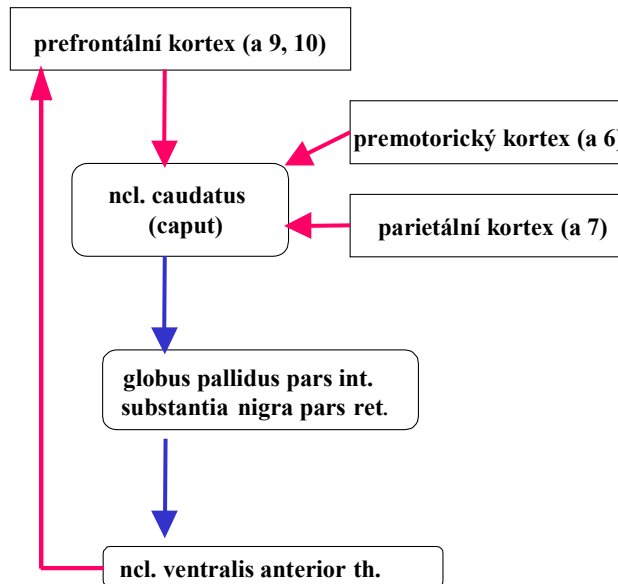 prefrontální kortex (a 9, 10)
premotorický kortex (a 6)
ncl. caudatus
(caput)
parietální kortex (a 7)
globus pallidus pars int.
substantia nigra pars ret.
ncl. ventralis anterior th.